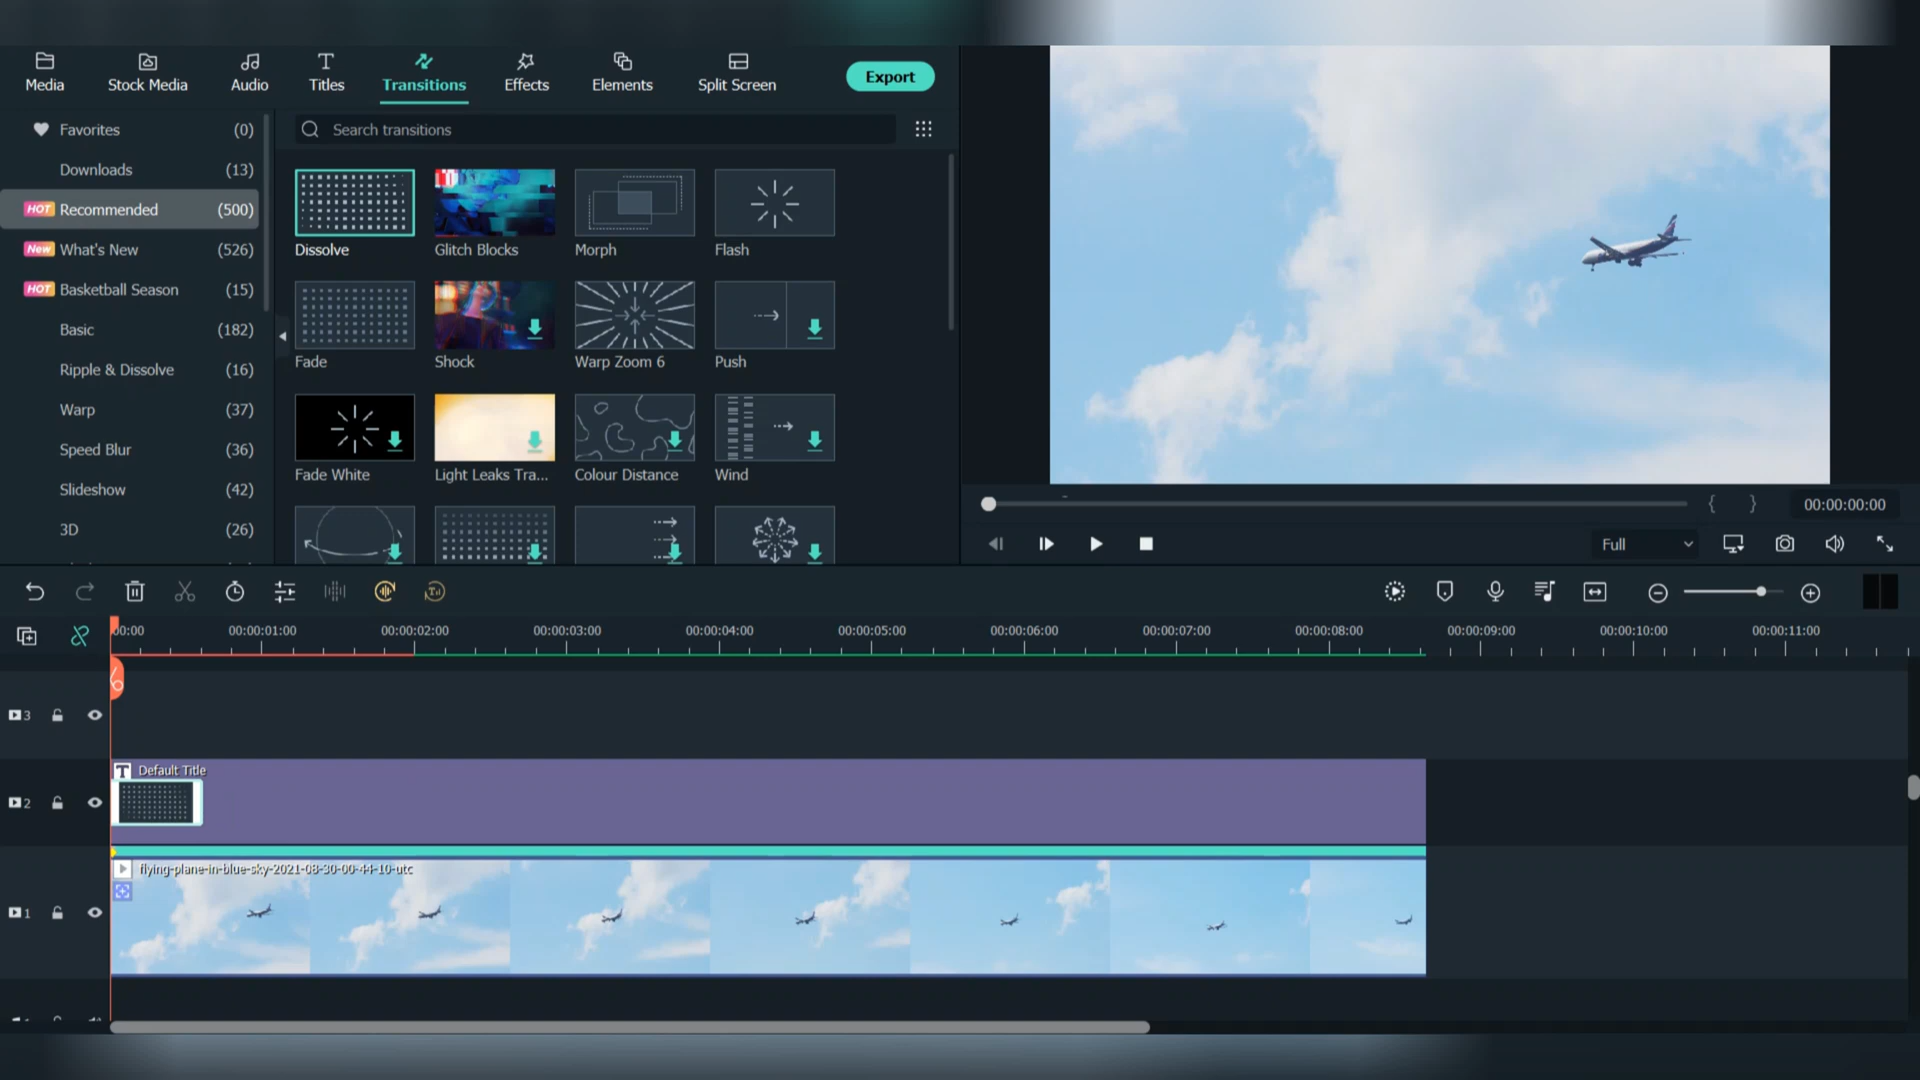 Media
Stock Media
Audio
Titles
Transitions
Effects
Elements
Split Screen
Export
Favorites (0)
Downloads (13)
HOT Recommended (500)
New What's New (526)
HOT Basketball Season (15)
Basic (182)
Ripple & Dissolve (16)
Warp (37)
Speed Blur (36)
Slideshow (42)
3D (26)
Search transitions
Dissolve
Glitch Blocks
Morph
Flash
Fade
Shock
Warp Zoom 6
Push
Fade White
Light Leaks Tra...
Colour Distance
Wind
{ }
00:00:00:00
Full
00:00
00:00:01:00
00:00:02:00
00:00:03:00
00:00:04:00
00:00:05:00
00:00:06:00
00:00:07:00
00:00:08:00
00:00:09:00
00:00:10:00
00:00:11:00
3
T Default Title
2
flying-plane-in-blue-sky-2021-08-30-00-44-10-utc
1